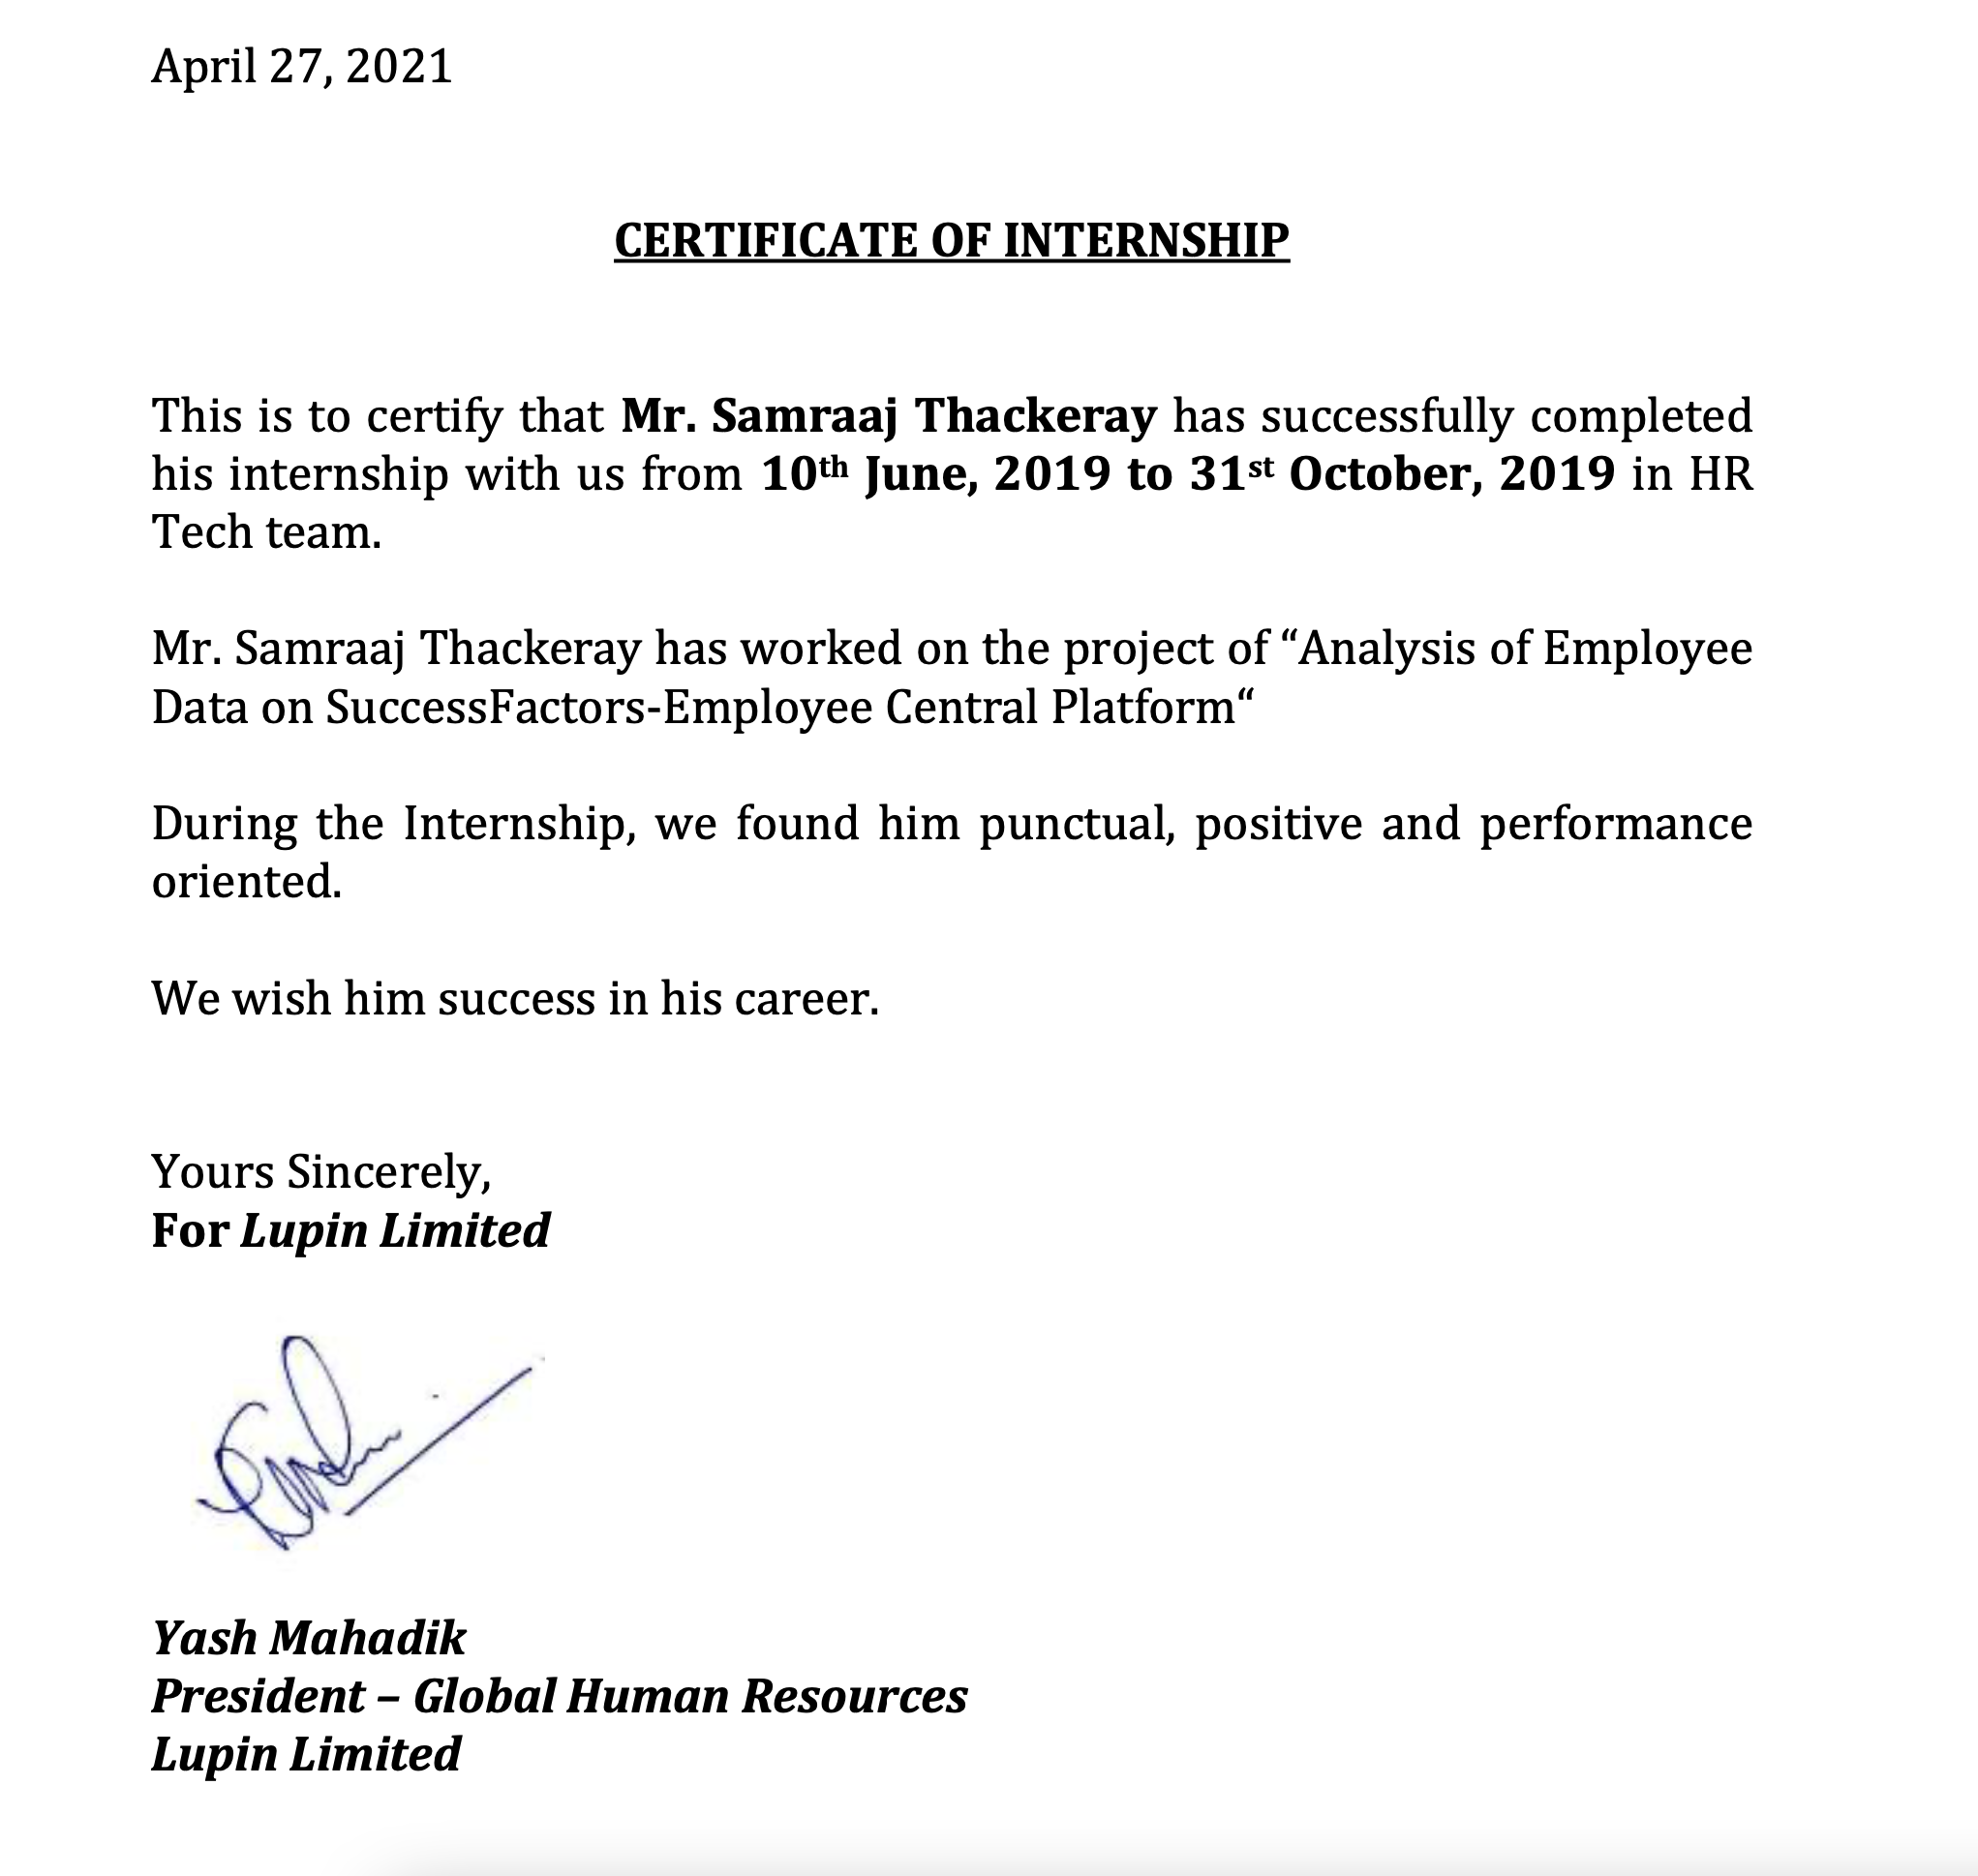 April 27, 2021
CERTIFICATE OF INTERNSHIP
This is to certify that Mr. Samraaj Thackeray has successfully completed
his internship with us from 10th June, 2019 to 31st October, 2019 in HR
Tech team.
Mr. Samraaj Thackeray has worked on the project of “Analysis of Employee
Data on SuccessFactors-Employee Central Platform“
During the Internship, we found him punctual, positive and performance
oriented.
We wish him success in his career.
Yours Sincerely,
For Lupin Limited
Yash Mahadik
President – Global Human Resources
Lupin Limited